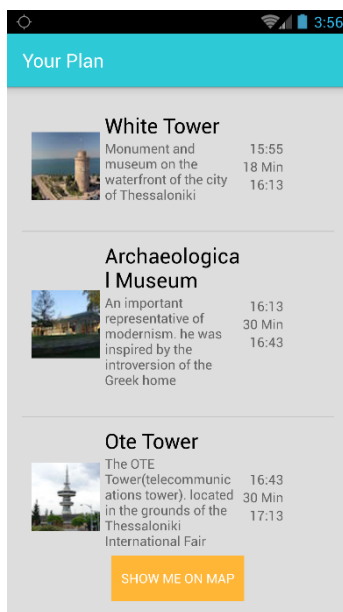 3:56
Your Plan
White Tower
Monument and
museum on the
waterfront of the city
of Thessaloniki
15:55
18 Min
16:13
Archaeologica
l Museum
An important
representative of
modernism. he was
inspired by the
introversion of the
Greek home
16:13
30 Min
16:43
Ote Tower
The OTE
Tower(telecommunic
ations tower). located
in the grounds of the
Thessaloniki
International Fair
16:43
30 Min
17:13
SHOW ME ON MAP